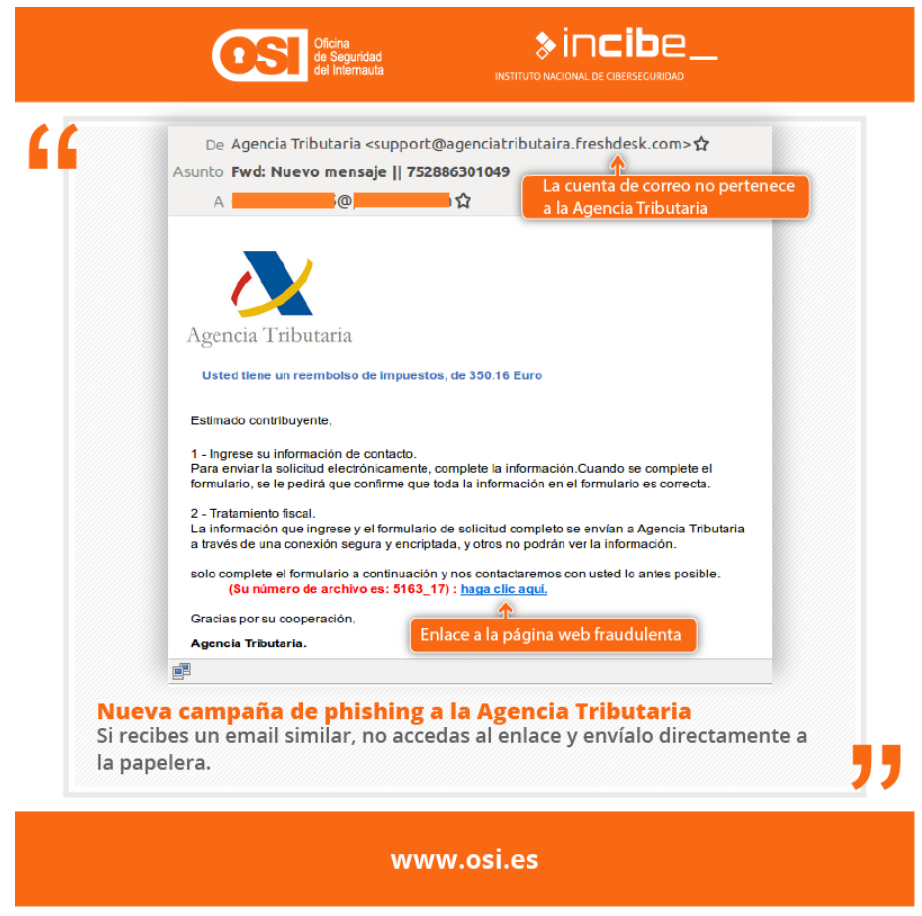 OSI
Oficina
de Seguridad
del Internauta
incibe_
INSTITUTO NACIONAL DE CIBERSEGURIDAD
“
De Agencia Tributaria <support@agenciatributaira.freshdesk.com>
Asunto Fwd: Nuevo mensaje || 752886301049
La cuenta de correo no pertenece
a la Agencia Tributaria
A @
Agencia Tributaria
Usted tiene un reembolso de impuestos, de 350.16 Euro
Estimado contribuyente,
1 - Ingrese su información de contacto.
Para enviar la solicitud electrónicamente, complete la información.Cuando se complete el
formulario, se le pedirá que confirme que toda la información en el formulario es correcta.
2 - Tratamiento fiscal.
La información que ingrese y el formulario de solicitud completo se envían a Agencia Tributaria
a través de una conexión segura y encriptada, y otros no podrán ver la información.
solo complete el formulario a continuación y nos contactaremos con usted lo antes posible.
(Su número de archivo es: 5163_17) : haga clic aquí.
Gracias por su cooperación,
Enlace a la página web fraudulenta
Agencia Tributaria.
Nueva campaña de phishing a la Agencia Tributaria
Si recibes un email similar, no accedas al enlace y envíalo directamente a
la papelera.
”
www.osi.es